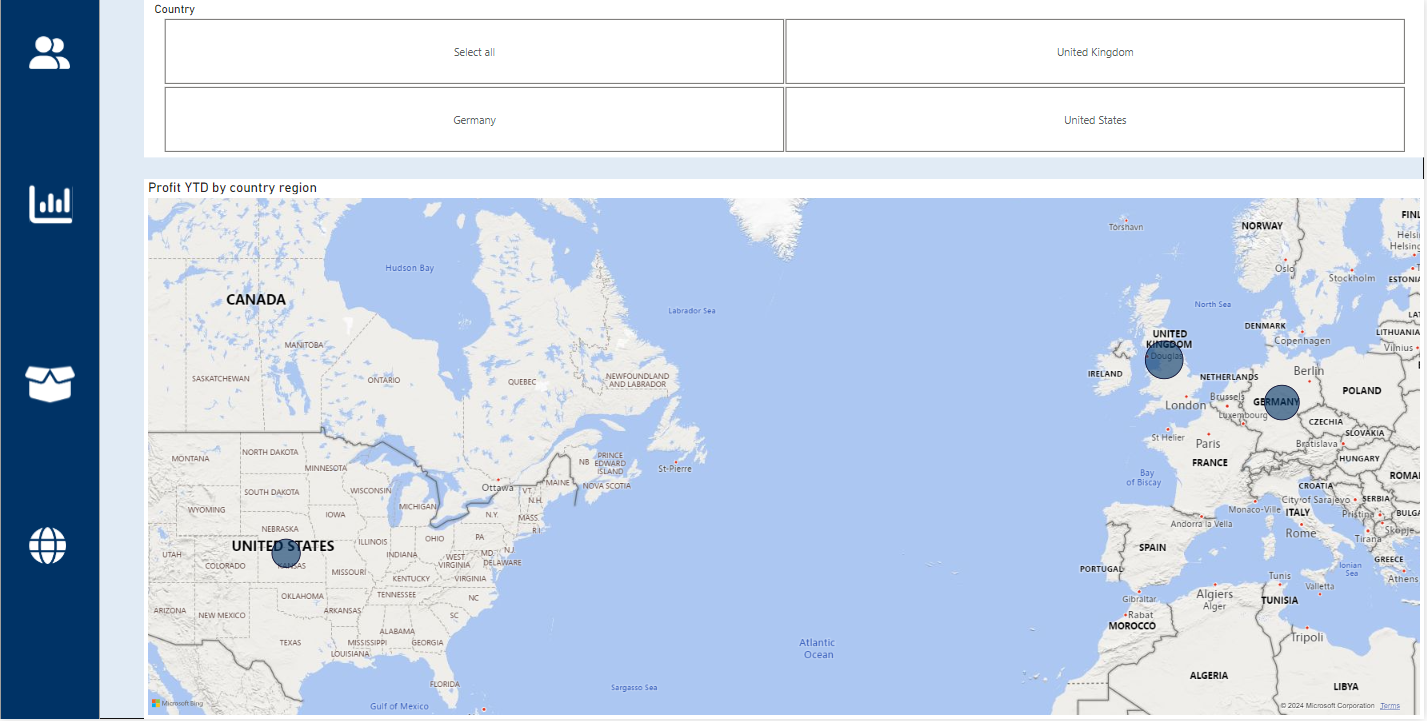 Country
Select all
United Kingdom
Germany
United States
Profit YTD by country region
NORWAY
FINL
Torshavn
Helsi
Helsing
Oslo
Stockholm
ESTONIA
Hudson Bay
CANADA
North Sea
Labrador Sea
LAT
DENMARK
LITHUANIA
UNITED
KINGDOM
Copenhagen
Vilnius
MANITOBA
Douglas
IRELAND
Berlin
SASKATCHEWAN
ONTARIO
QUEBEC
NEWFOUNDLAND
AND LABRADOR
NETHERLANDS
POLAND
Brussels
GERMANY
London
Luxembourg
CZECHIA
SLOVAKIA
St Helier
Paris
Bratislava
MONTANA
NORTH DAKOTA
MINNESOTA
NB
PRINCE
EDWARD
ISLAND
St-Pierre
FRANCE
HUNGARY
Bay
of Biscay
ROMA
Ottawa
MAINE
NOVA SCOTIA
SOUTH DAKOTA
WISCONSIN
VT.
N.H.
CROATIA
MICHIGAN
City of Sarajevo
SERBIA
WYOMING
IOWA
N.Y.
MASS.
Monaco-Ville
ITALY
Pristina
BULGA
NEBRASKA
R.I.
Andorra la Vella
Rome
Skopje
ILLINOIS
OHIO
PA
Tirana
UNITED STATES
SPAIN
UTAH
INDIANA
MD
N.J.
COLORADO
KANSAS
WEST
VIRGINIA
DELAWARE
GREECE
MISSOURI
KENTUCKY
VIRGINIA
PORTUGAL
Ionian
Sea
Athens
Tunis
Valletta
OKLAHOMA
TENNESSEE
NC
Gibraltar
Algiers
Alger
TUNISIA
ARIZONA
NEW MEXICO
ARKANSAS
SC
Rabat
MOROCCO
ALABAMA
Tripoli
TEXAS
MISSISSIPPI
GEORGIA
Atlantic
Ocean
LOUISIANA
ALGERIA
FLORIDA
Sargasso Sea
LIBYA
Microsoft Bing
Gulf of Mexico
© 2024 Microsoft Corporation
Terms